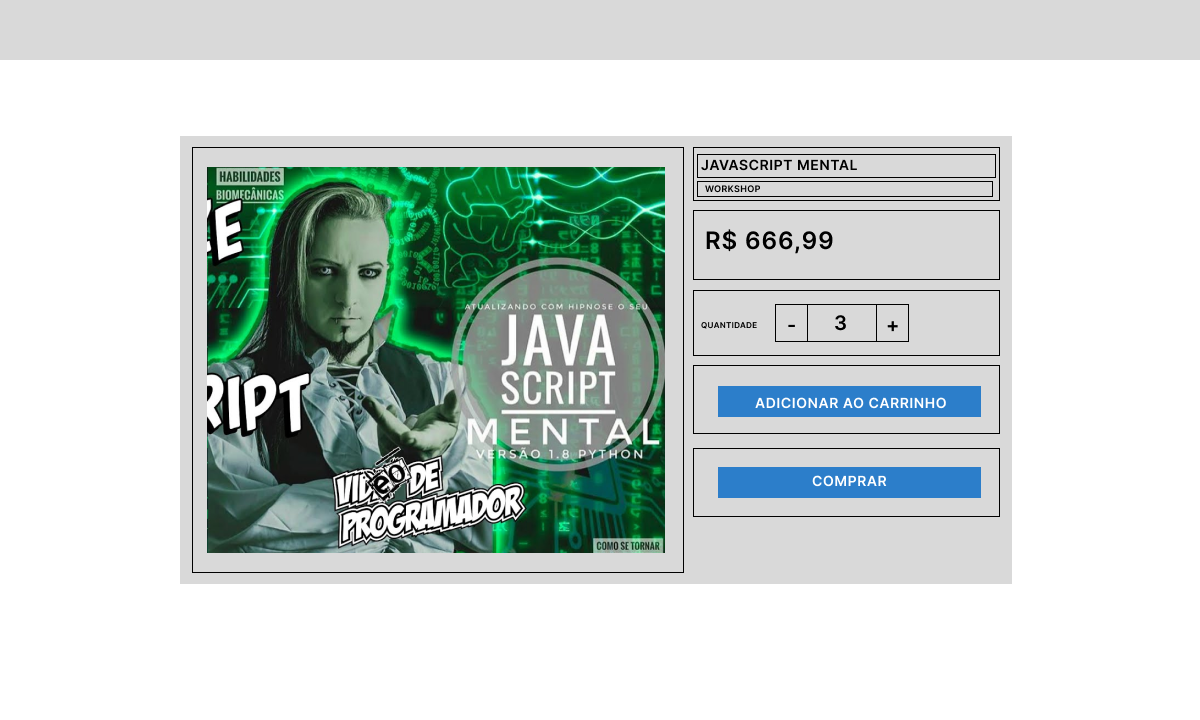 HABILIDADES
BIOMECÂNICAS
E
RIPT
ATUALIZANDO COM HIPNOSE O SEU
JAVA
SCRIPT
MENTAL
VERSÃO 1.8 PYTHON
VIDEO DE
PROGRAMADOR
COMO SE TORNAR
JAVASCRIPT MENTAL
WORKSHOP
R$ 666,99
QUANTIDADE
- 3 +
ADICIONAR AO CARRINHO
COMPRAR